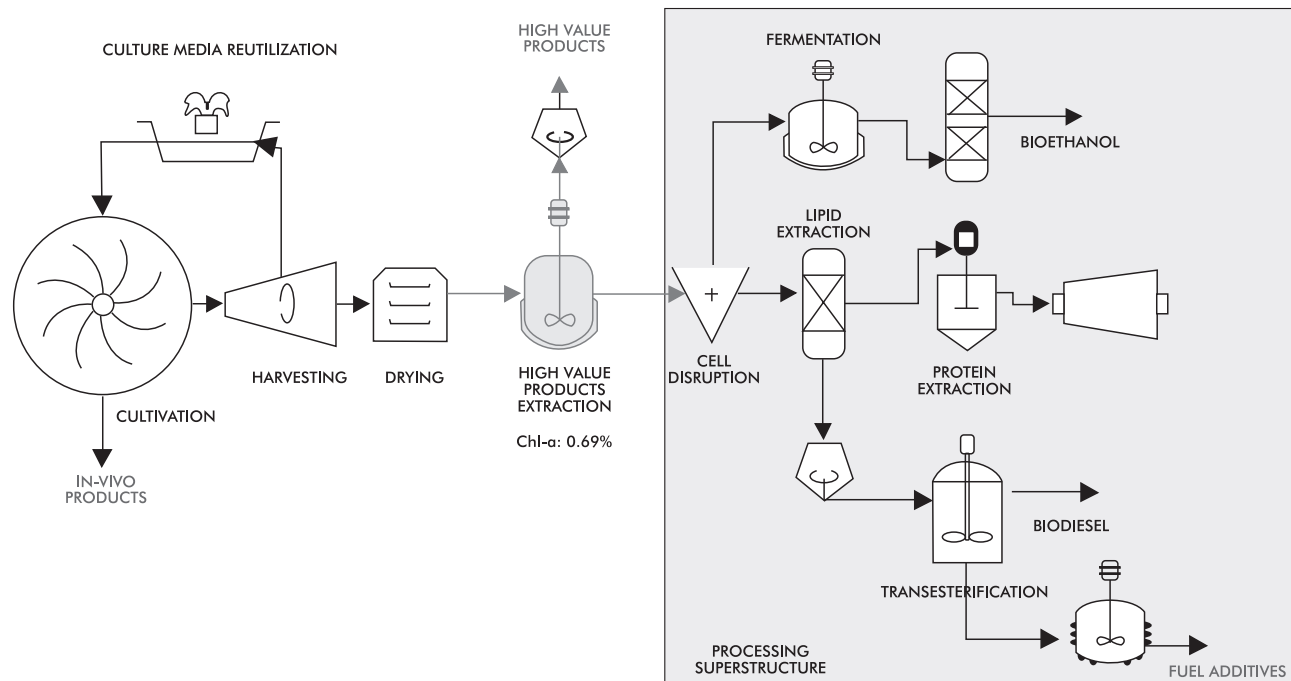 CULTURE MEDIA REUTILIZATION
HIGH VALUE
PRODUCTS
FERMENTATION
BIOETHANOL
LIPID
EXTRACTION
+
HARVESTING
DRYING
HIGH VALUE
PRODUCTS
EXTRACTION
Chl-a: 0.69%
CELL
DISRUPTION
PROTEIN
EXTRACTION
CULTIVATION
IN-VIVO
PRODUCTS
BIODIESEL
TRANSESTERIFICATION
PROCESSING
SUPERSTRUCTURE
FUEL ADDITIVES